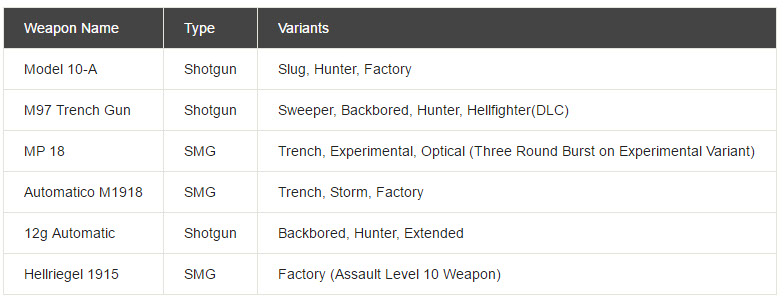 Weapon Name Type Variants
Model 10-A Shotgun Slug, Hunter, Factory
M97 Trench Gun Shotgun Sweeper, Backbored, Hunter, Hellfighter(DLC)
MP 18 SMG Trench, Experimental, Optical (Three Round Burst on Experimental Variant)
Automatico M1918 SMG Trench, Storm, Factory
12g Automatic Shotgun Backbored, Hunter, Extended
Hellriegel 1915 SMG Factory (Assault Level 10 Weapon)